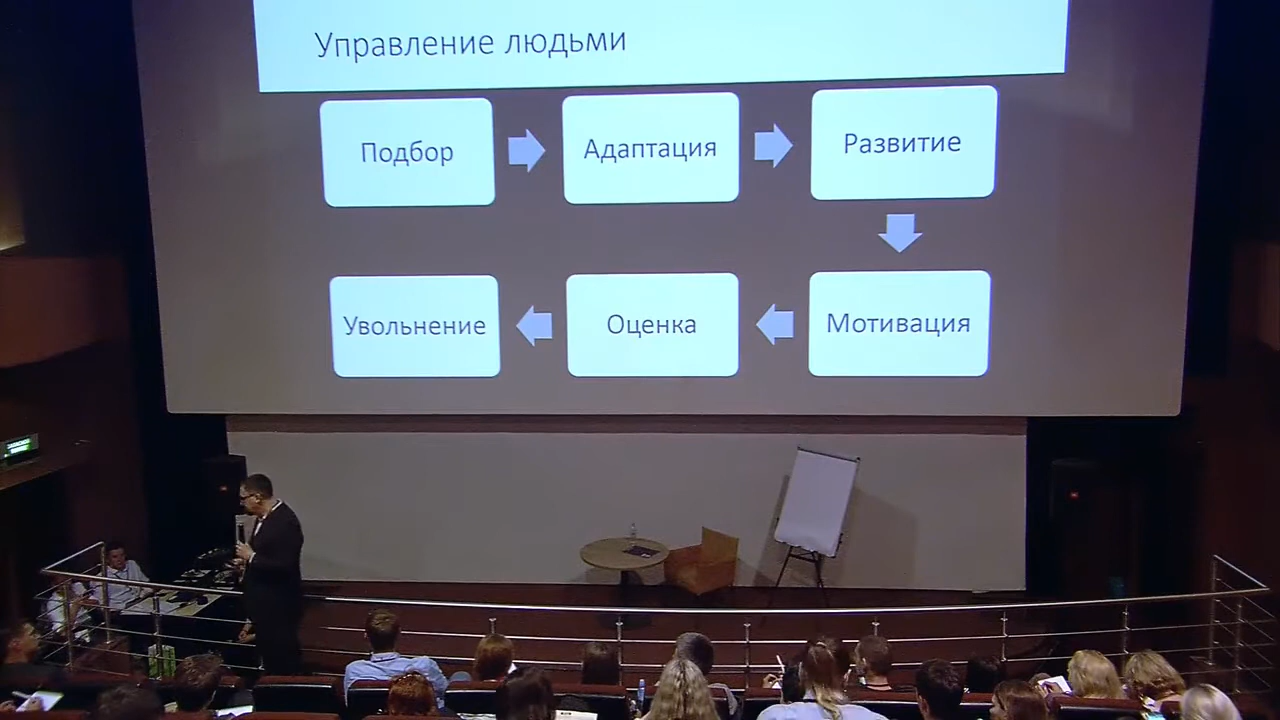 Управление людьми
Подбор
Адаптация
Развитие
Мотивация
Оценка
Увольнение